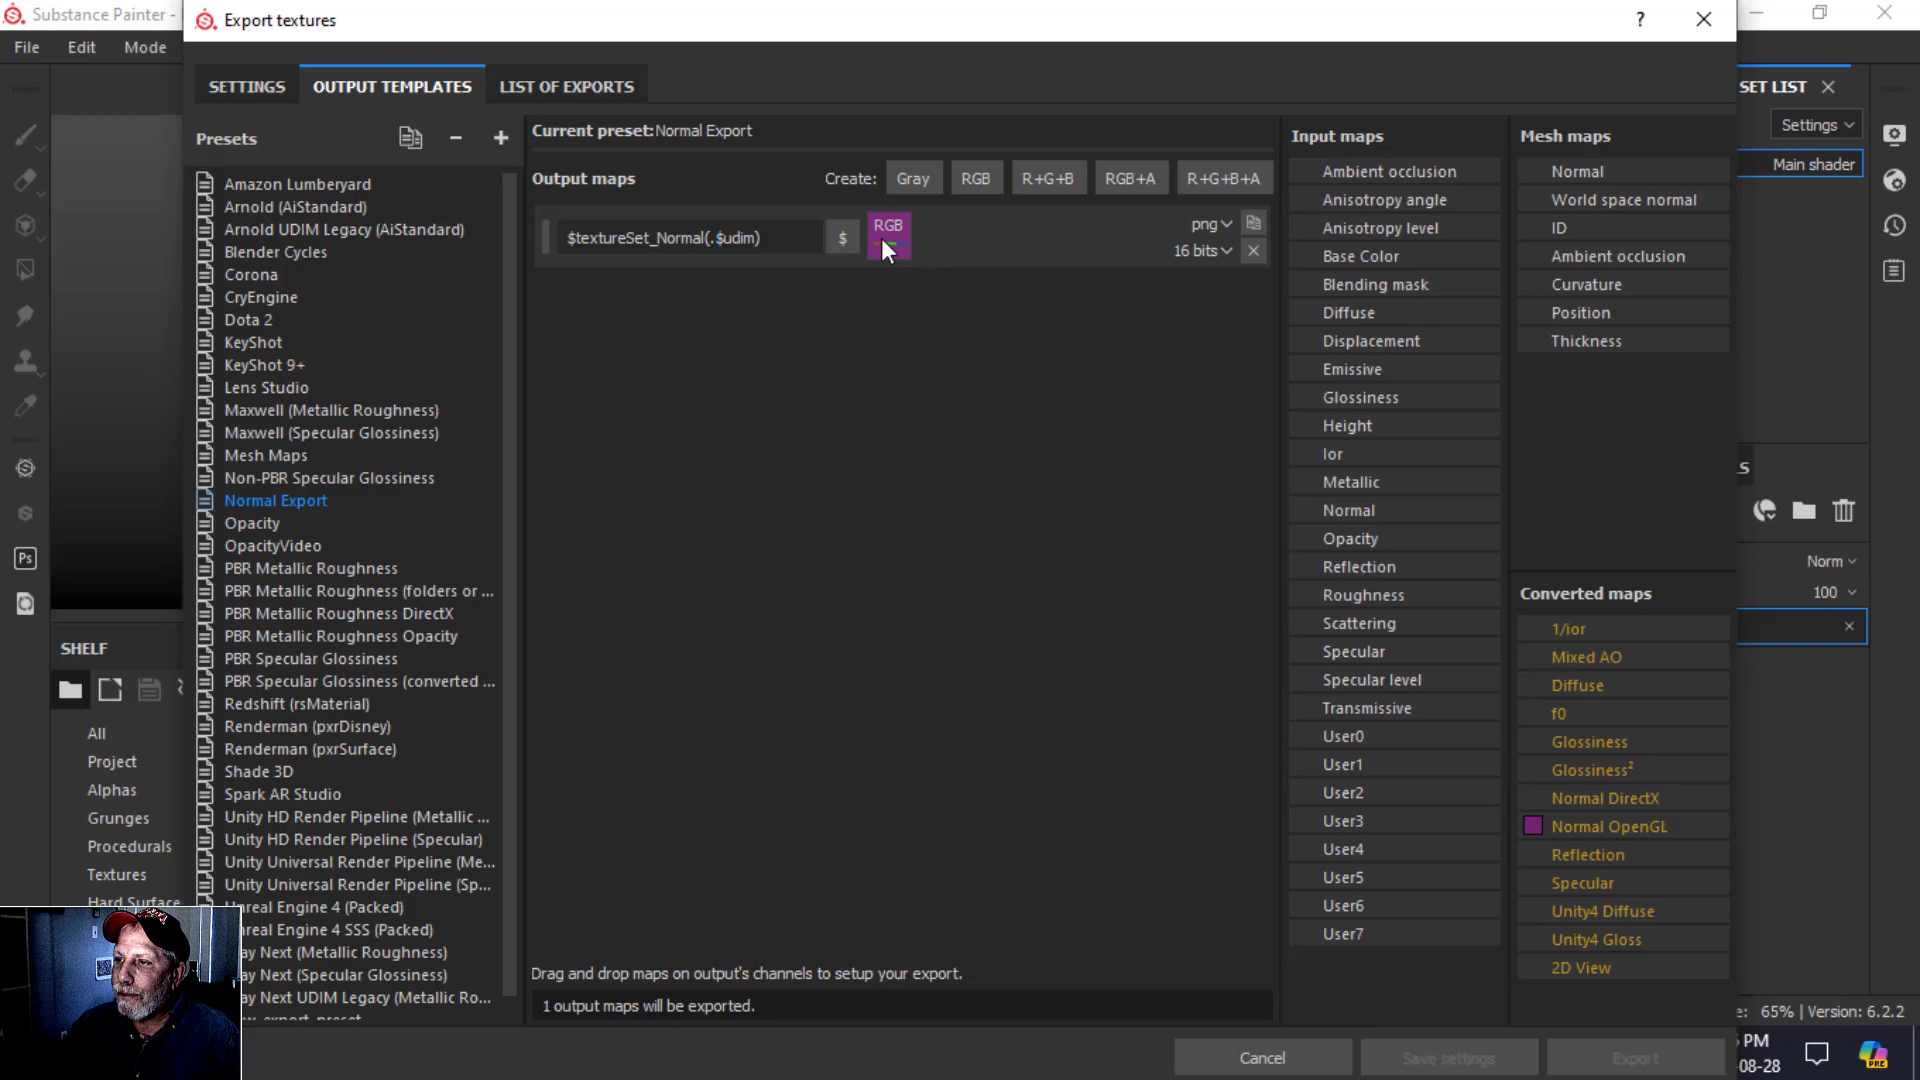 Substance Painter -
Export textures
?
File
Edit
Mode
SETTINGS
OUTPUT TEMPLATES
LIST OF EXPORTS
SET LIST
Settings
Main shader
Presets
Current preset:Normal Export
Output maps
Create:
Gray
RGB
R+G+B
RGB+A
R+G+B+A
$textureSet_Normal(.$udim)
$
RGB
png
16 bits
Amazon Lumberyard
Arnold (AiStandard)
Arnold UDIM Legacy (AiStandard)
Blender Cycles
Corona
CryEngine
Dota 2
KeyShot
KeyShot 9+
Lens Studio
Maxwell (Metallic Roughness)
Maxwell (Specular Glossiness)
Mesh Maps
Non-PBR Specular Glossiness
Normal Export
Opacity
OpacityVideo
PBR Metallic Roughness
PBR Metallic Roughness (folders or ...
PBR Metallic Roughness DirectX
PBR Metallic Roughness Opacity
PBR Specular Glossiness
PBR Specular Glossiness (converted ...
Redshift (rsMaterial)
Renderman (pxrDisney)
Renderman (pxrSurface)
Shade 3D
Spark AR Studio
Unity HD Render Pipeline (Metallic ...
Unity HD Render Pipeline (Specular)
Unity Universal Render Pipeline (Me...
Unity Universal Render Pipeline (Sp...
nreal Engine 4 (Packed)
nreal Engine 4 SSS (Packed)
ay Next (Metallic Roughness)
ay Next (Specular Glossiness)
ay Next UDIM Legacy (Metallic Ro...
Input maps
Ambient occlusion
Anisotropy angle
Anisotropy level
Base Color
Blending mask
Diffuse
Displacement
Emissive
Glossiness
Height
Ior
Metallic
Normal
Opacity
Reflection
Roughness
Scattering
Specular
Specular level
Transmissive
User0
User1
User2
User3
User4
User5
User6
User7
Mesh maps
Normal
World space normal
ID
Ambient occlusion
Curvature
Position
Thickness
Converted maps
1/ior
Mixed AO
Diffuse
f0
Glossiness
Glossiness²
Normal DirectX
Normal OpenGL
Reflection
Specular
Unity4 Diffuse
Unity4 Gloss
2D View
S
Norm
100
Ps
SHELF
All
Project
Alphas
Grunges
Procedurals
Textures
Hard Surface
Drag and drop maps on output's channels to setup your export.
1 output maps will be exported.
Cancel
Save settings
Export
e: 65% | Version: 6.2.2
PM
08-28
PRE